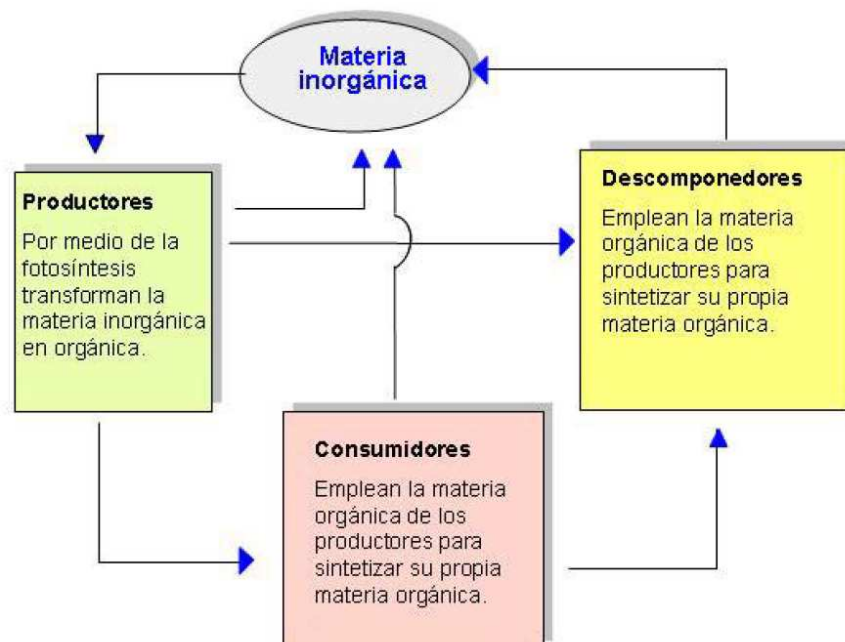 Materia
inorgánica
Productores
Por medio de la
fotosíntesis
transforman la
materia inorgánica
en orgánica.
Descomponedores
Emplean la materia
orgánica de los
productores para
sintetizar su propia
materia orgánica.
Consumidores
Emplean la materia
orgánica de los
productores para
sintetizar su propia
materia orgánica.